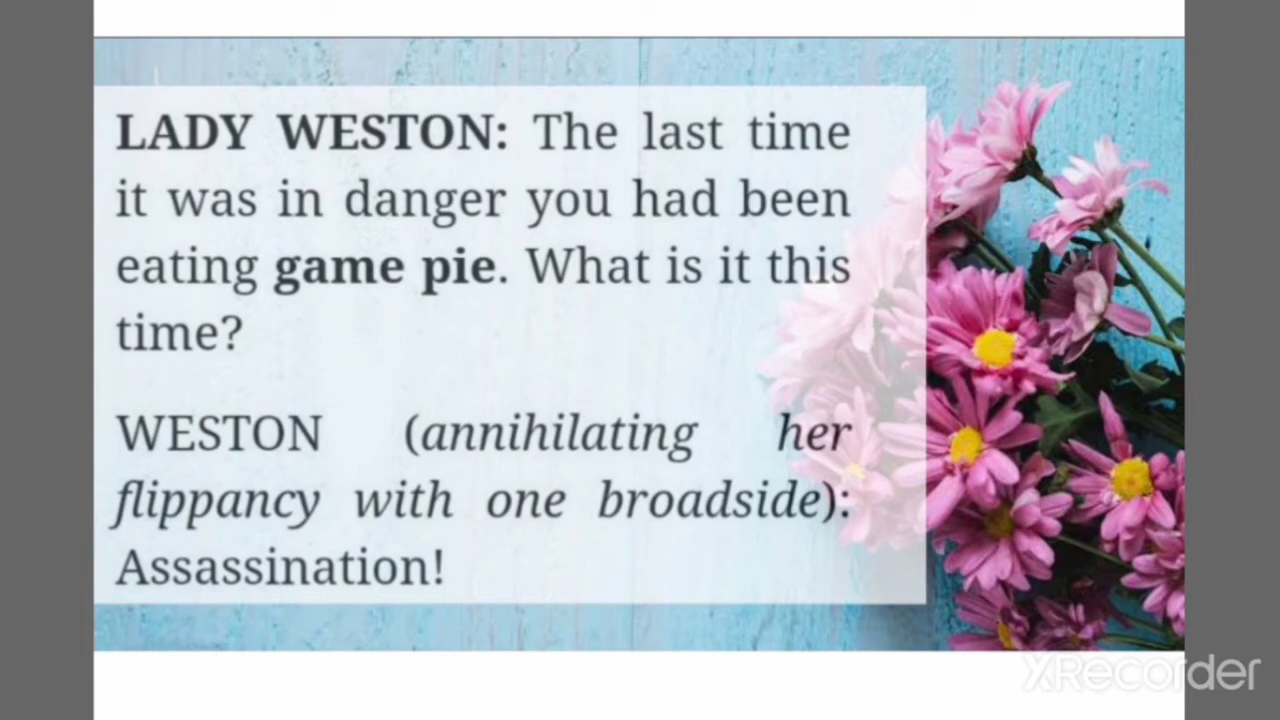 LADY WESTON: The last time
it was in danger you had been
eating game pie. What is it this
time?
WESTON (annihilating her
flippancy with one broadside):
Assassination!
XRecorder